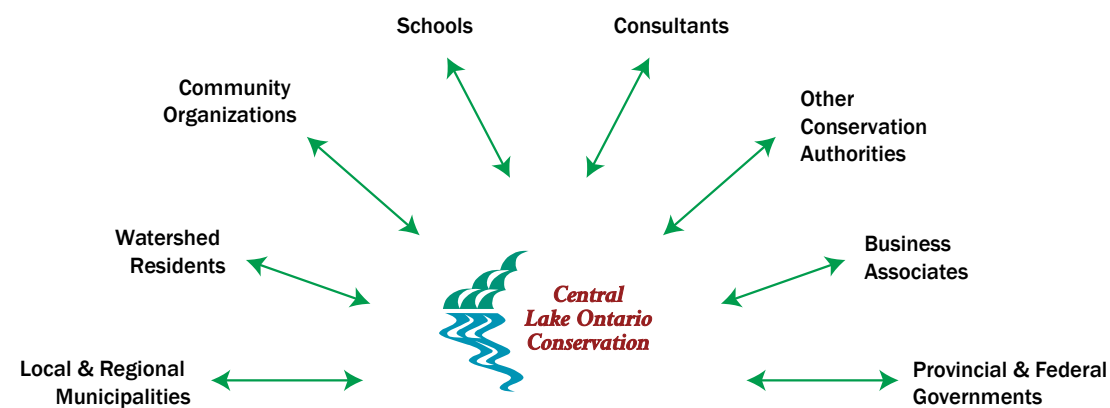 Schools
Consultants
Community
Organizations
Other
Conservation
Authorities
Watershed
Residents
Business
Associates
Central
Lake Ontario
Conservation
Local & Regional
Municipalities
Provincial & Federal
Governments